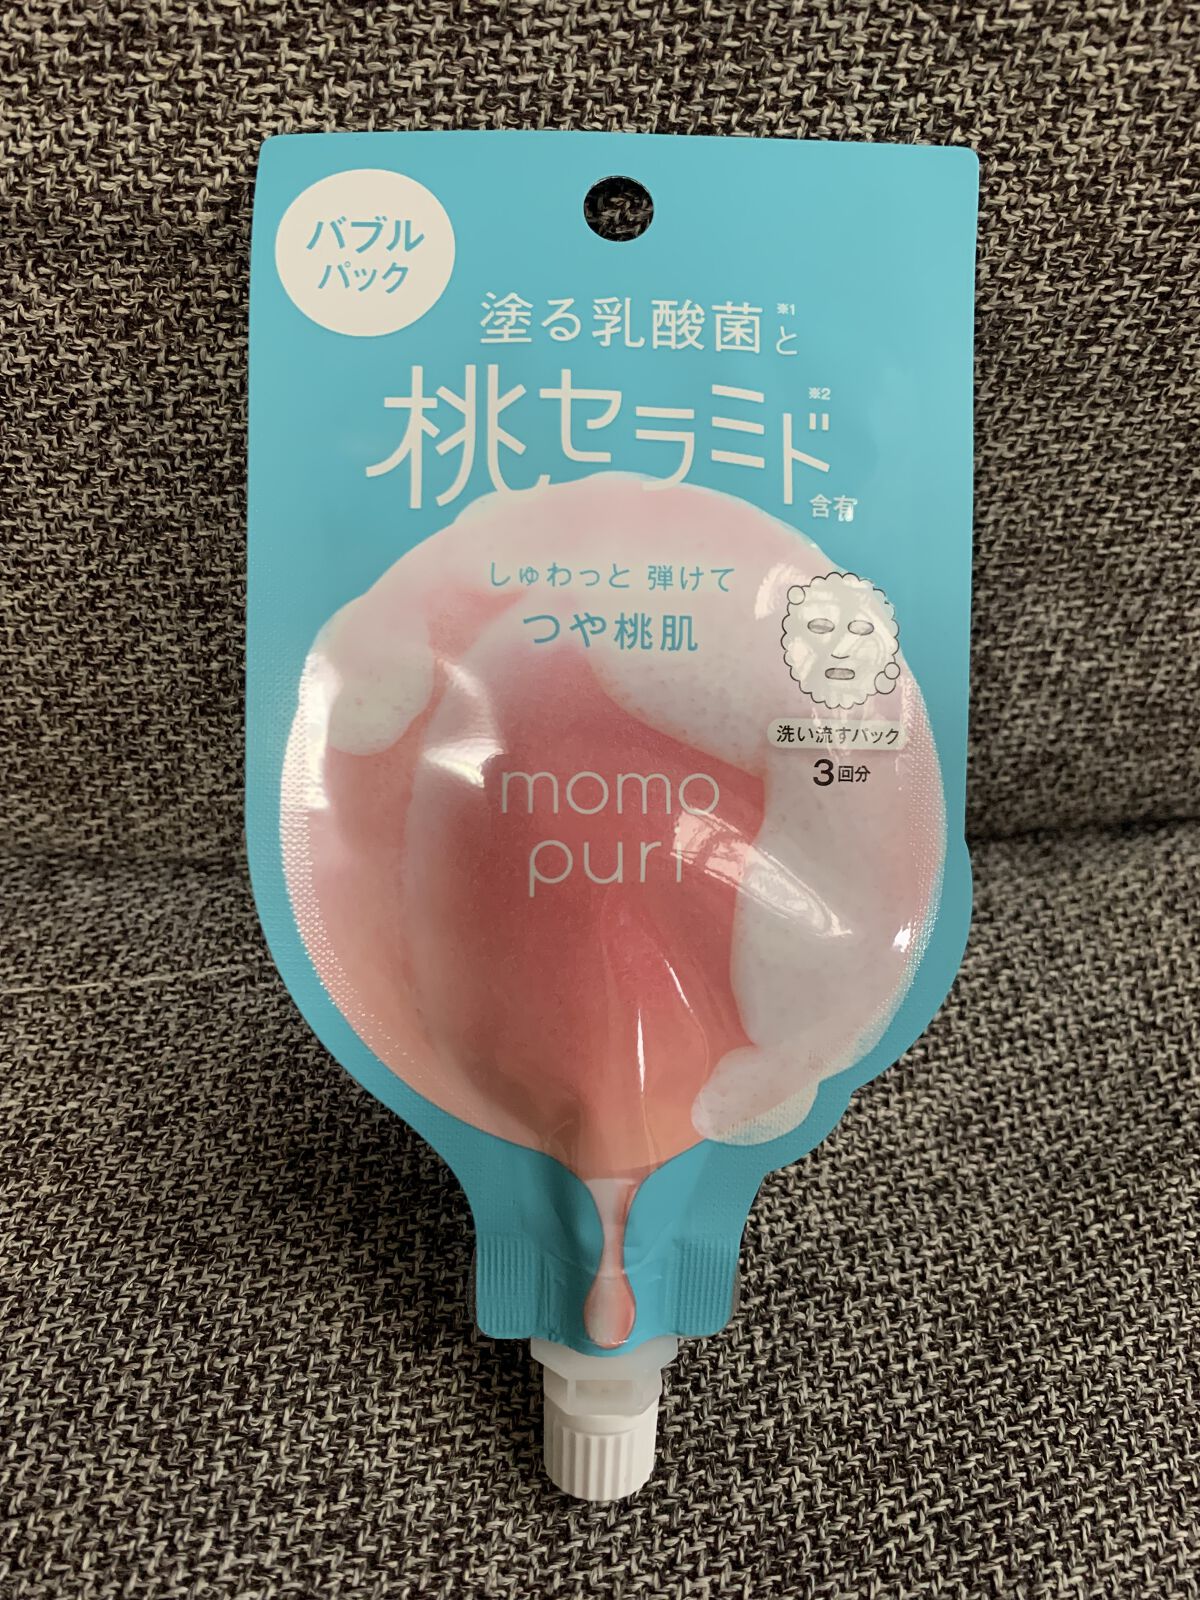 バブル
パック
塗る乳酸菌※1と
桃セラミド※2
含有
しゅわっと 弾けて
つや桃肌
洗い流すパック
3回分
momo
puri